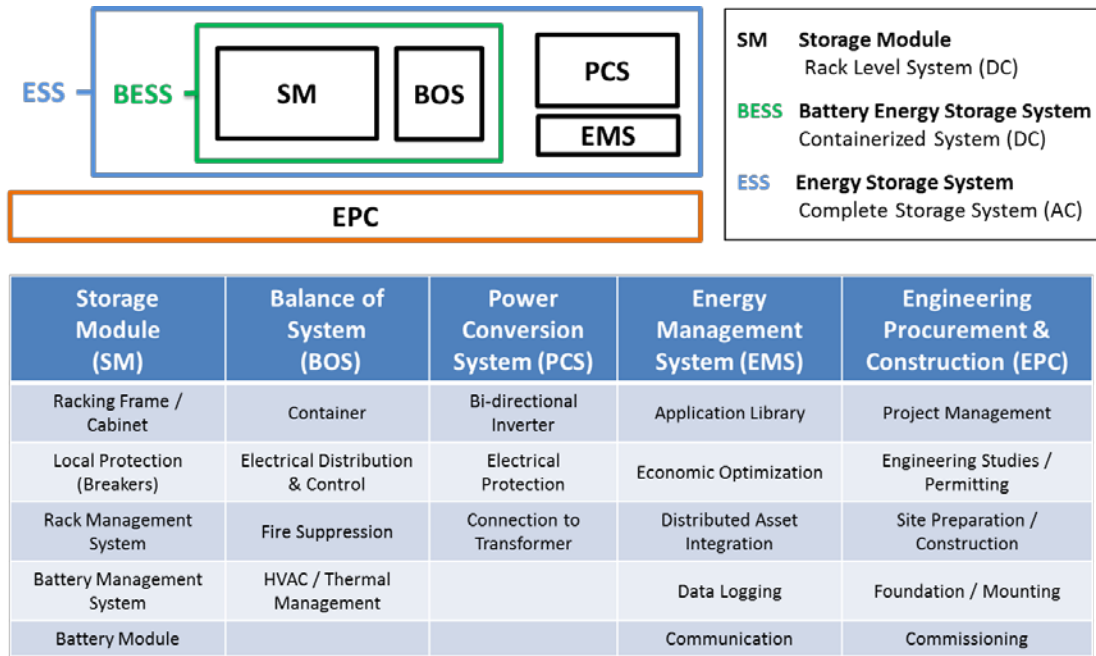 ESS
BESS
SM
BOS
PCS
EMS
EPC
SM Storage Module
Rack Level System (DC)
BESS Battery Energy Storage System
Containerized System (DC)
ESS Energy Storage System
Complete Storage System (AC)
Storage
Module
(SM)
Balance of
System
(BOS)
Power
Conversion
System (PCS)
Energy
Management
System (EMS)
Engineering
Procurement &
Construction (EPC)
Racking Frame /
Cabinet
Container
Bi-directional
Inverter
Application Library
Project Management
Local Protection
(Breakers)
Electrical Distribution
& Control
Electrical
Protection
Economic Optimization
Engineering Studies /
Permitting
Rack Management
System
Fire Suppression
Connection to
Transformer
Distributed Asset
Integration
Site Preparation /
Construction
Battery Management
System
HVAC / Thermal
Management
Data Logging
Foundation / Mounting
Battery Module
Communication
Commissioning